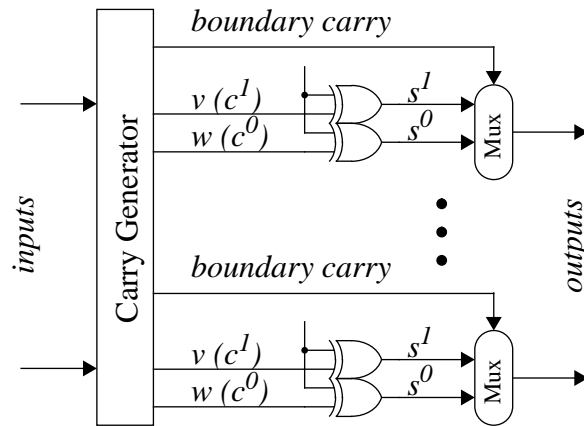 boundary carry
v (c¹)
w (c⁰)
s¹
s⁰
Mux
inputs
Carry Generator
outputs
boundary carry
v (c¹)
w (c⁰)
s¹
s⁰
Mux